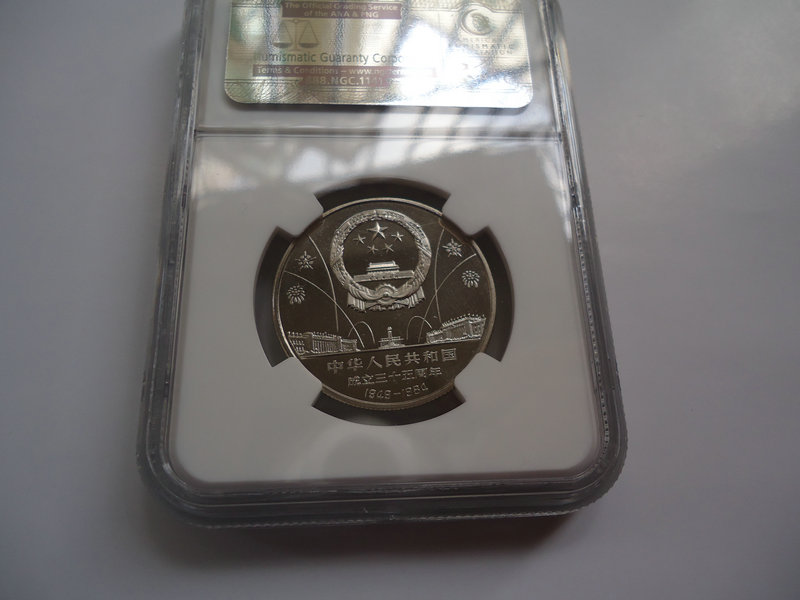 The Official Grading Service
of the ANA & PNG
Numismatic Guaranty Corpo
Terms & Conditions – www.ngc
中华人民共和国
成立三十五周年
1949-1984